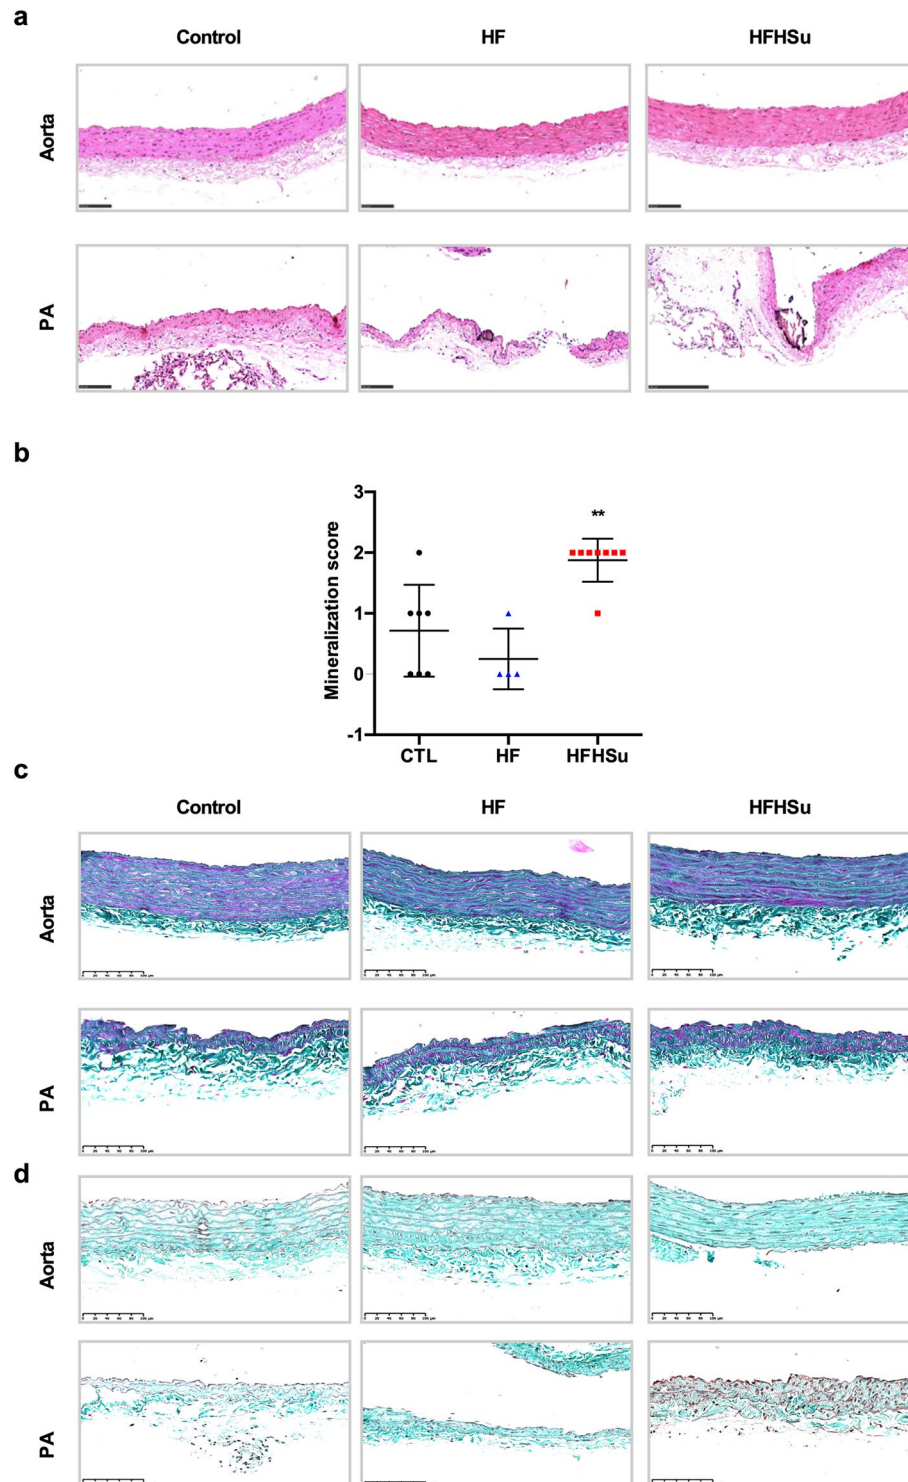 a
Control HF HFHSu
Aorta
PA
b
Mineralization score
3
**
2
1
0
-1
CTL HF HFHSu
c
Control HF HFHSu
Aorta
PA
d
Aorta
PA